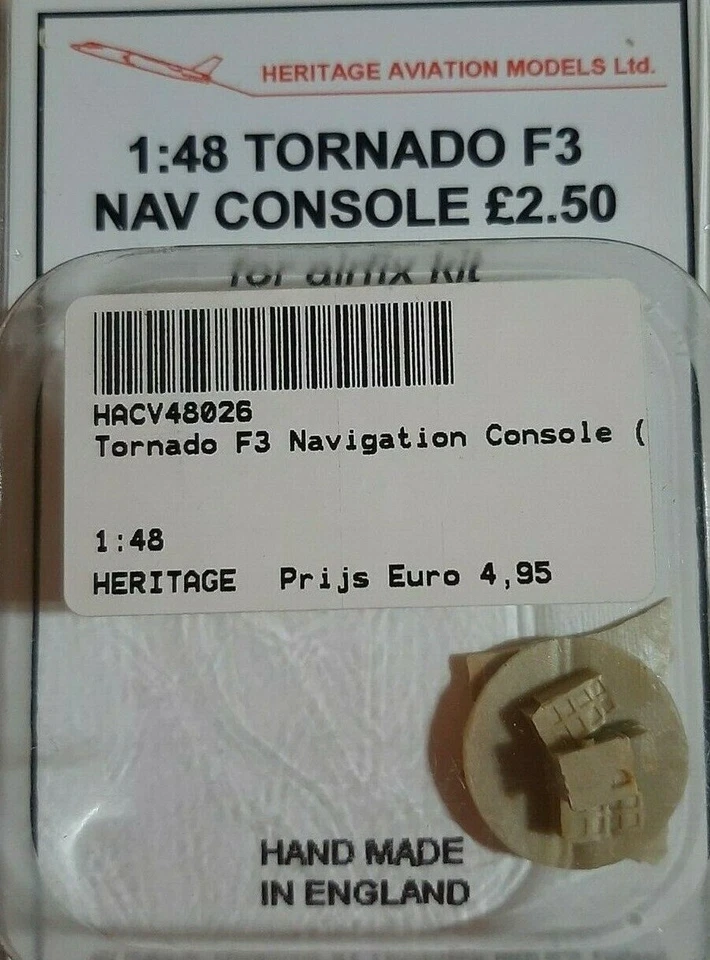 HERITAGE AVIATION MODELS Ltd.
1:48 TORNADO F3
NAV CONSOLE £2.50
for airfix kit
HACV48026
Tornado F3 Navigation Console (
1:48
HERITAGE Prijs Euro 4,95
HAND MADE
IN ENGLAND